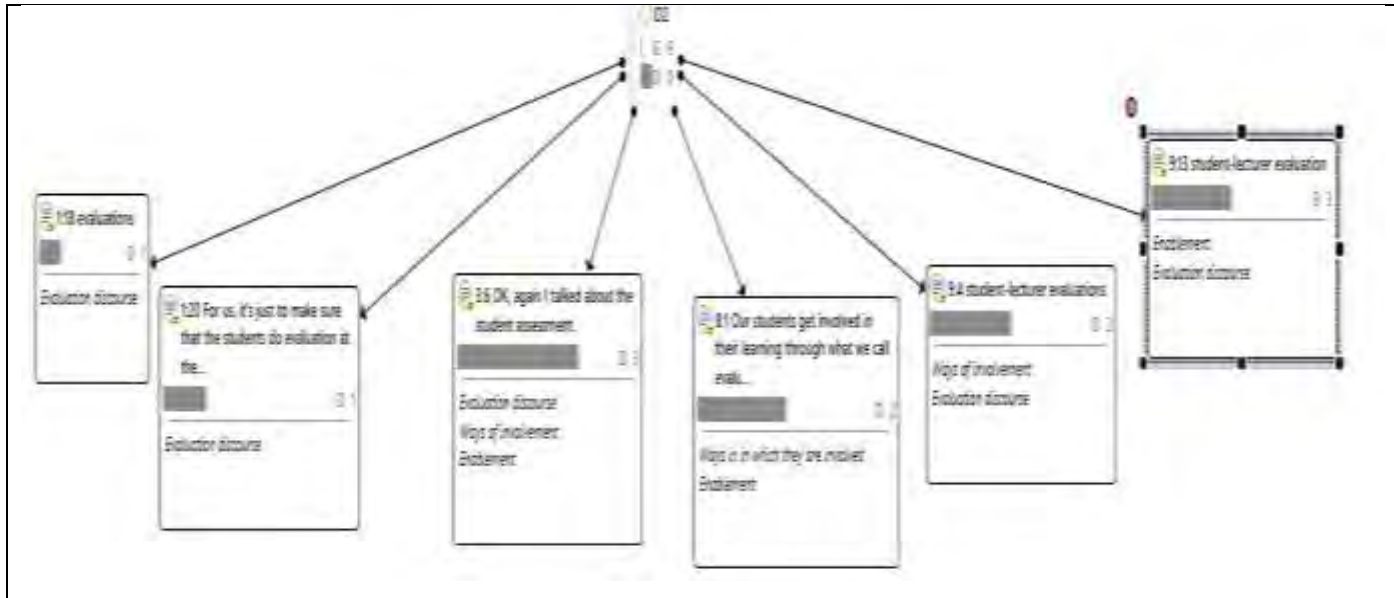 1:18 evaluations
Evaluation discourse
1:20 For us, it's just to make sure
that the students do evaluation at
the...
Evaluation discourse
3:6 OK, again I talked about the
student assessment.
Evaluation discourse
Ways of involvement
Enablement
8:1 Our students get involved in
their learning through what we call
evalu...
Ways is in which they are involved
Enablement
9:4 student-lecturer evaluations
Ways of involvement
Evaluation discourse
9:13 student-lecturer evaluation
Enablement
Evaluation discourse